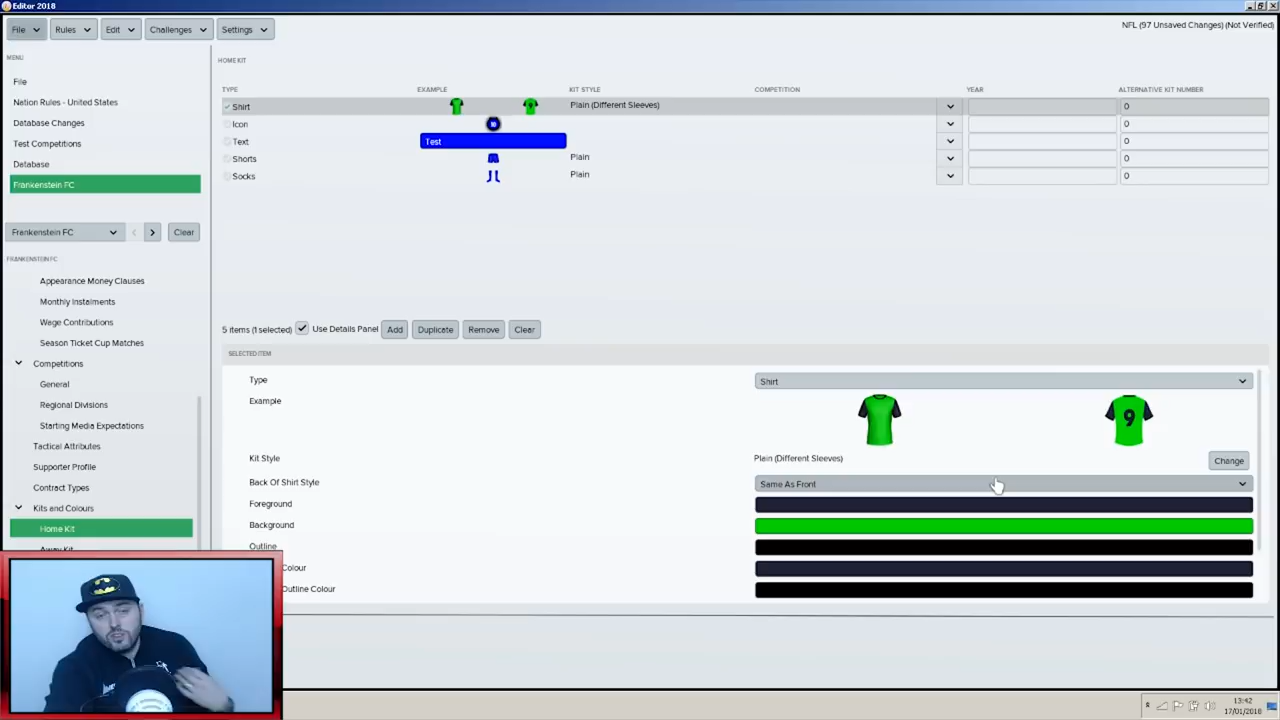 Editor 2018
File Rules Edit Challenges Settings NFL (97 Unsaved Changes) (Not Verified)
MENU
File
Nation Rules - United States
Database Changes
Test Competitions
Database
Frankenstein FC
Frankenstein FC Clear
FRANKENSTEIN FC
Appearance Money Clauses
Monthly Instalments
Wage Contributions
Season Ticket Cup Matches
Competitions
General
Regional Divisions
Starting Media Expectations
Tactical Attributes
Supporter Profile
Contract Types
Kits and Colours
Home Kit
Away Kit
HOME KIT
TYPE EXAMPLE KIT STYLE COMPETITION YEAR ALTERNATIVE KIT NUMBER
Shirt 9 Plain (Different Sleeves) 0
Icon 10 0
Text Test 0
Shorts Plain 0
Socks Plain 0
5 items (1 selected) Use Details Panel Add Duplicate Remove Clear
SELECTED ITEM
Type Shirt
Example 9
Kit Style Plain (Different Sleeves) Change
Back Of Shirt Style Same As Front
Foreground
Background
Outline
Colour
Outline Colour
13:42
17/01/2018